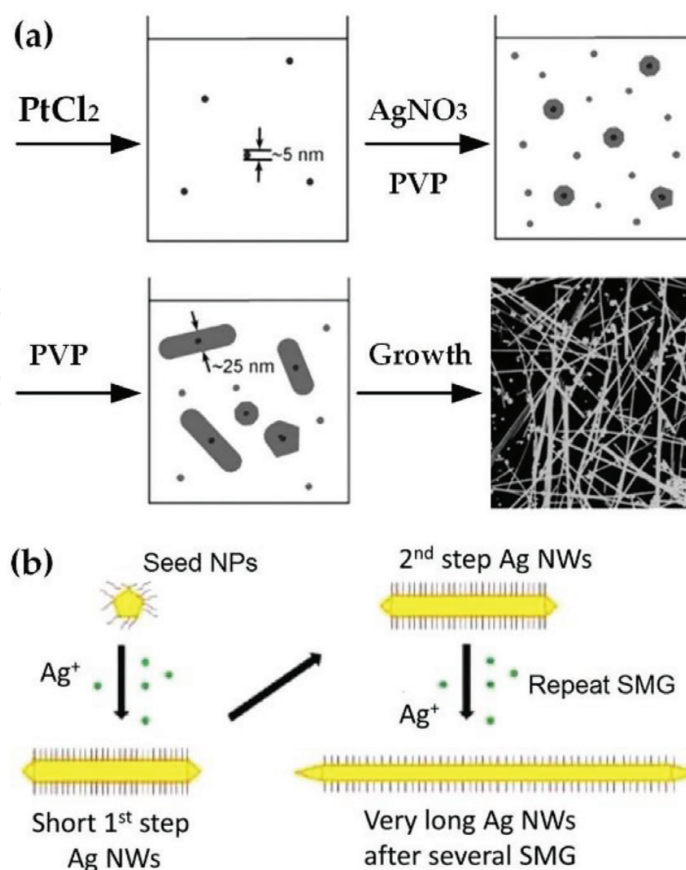 (a)
PtCl₂
~5 nm
AgNO₃
PVP
PVP
~25 nm
Growth
(b)
Seed NPs
Ag⁺
Short 1ˢᵗ step
Ag NWs
2ⁿᵈ step Ag NWs
Ag⁺
Repeat SMG
Very long Ag NWs
after several SMG